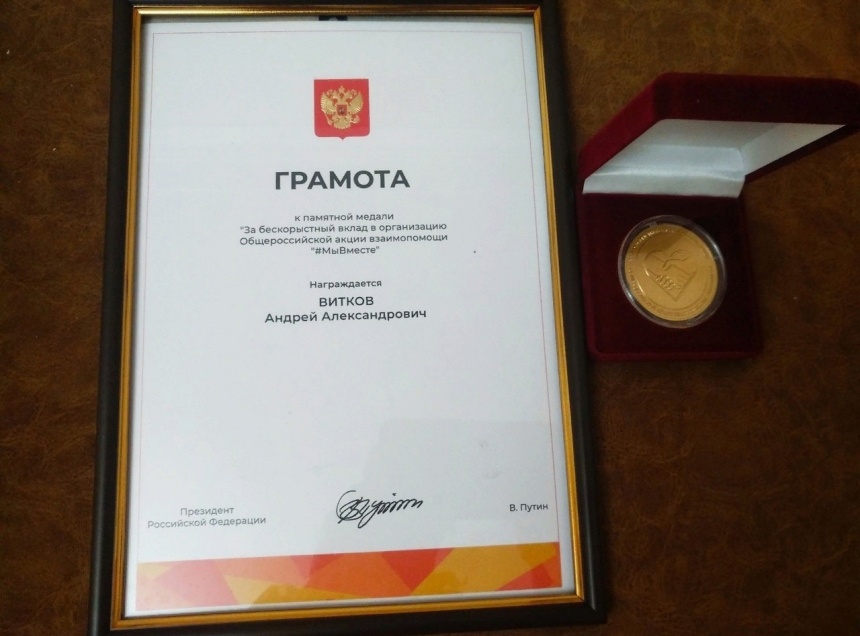 ГРАМОТА
к памятной медали
"За бескорыстный вклад в организацию
Общероссийской акции взаимопомощи
"#МыВместе"
Награждается
ВИТКОВ
Андрей Александрович
Президент
Российской Федерации
В. Путин